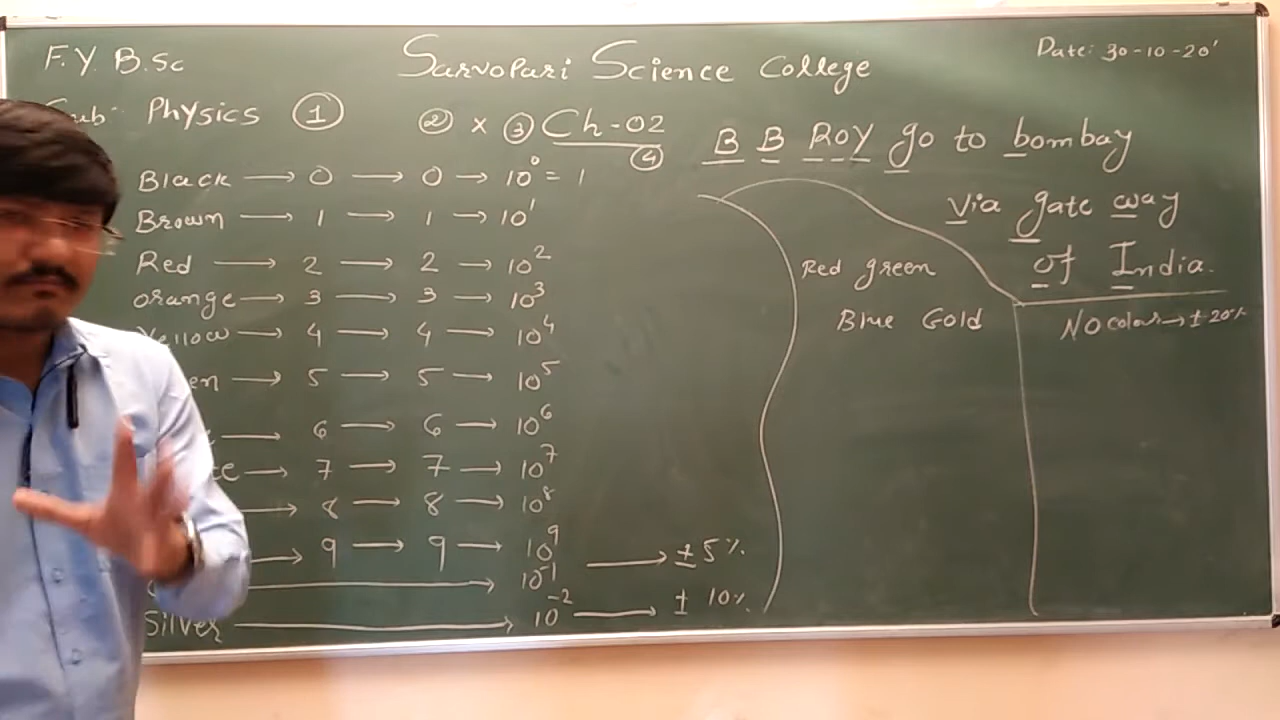 F.Y. B.Sc
Sarvopari Science College
Date: 30-10-20'
Sub: Physics ①
② × ③ Ch-02
④
B B ROY go to bombay
via gate way
of India.
Black → 0 → 0 → 10⁰ = 1
Brown → 1 → 1 → 10¹
Red → 2 → 2 → 10²
orange → 3 → 3 → 10³
Yellow → 4 → 4 → 10⁴
→ 5 → 5 → 10⁵
→ 6 → 6 → 10⁶
→ 7 → 7 → 10⁷
→ 8 → 8 → 10⁸
→ 9 → 9 → 10⁹
→ 10⁻¹ → ± 5%
Silver → 10⁻² → ± 10%
Red green
Blue Gold
No colour → ± 20%